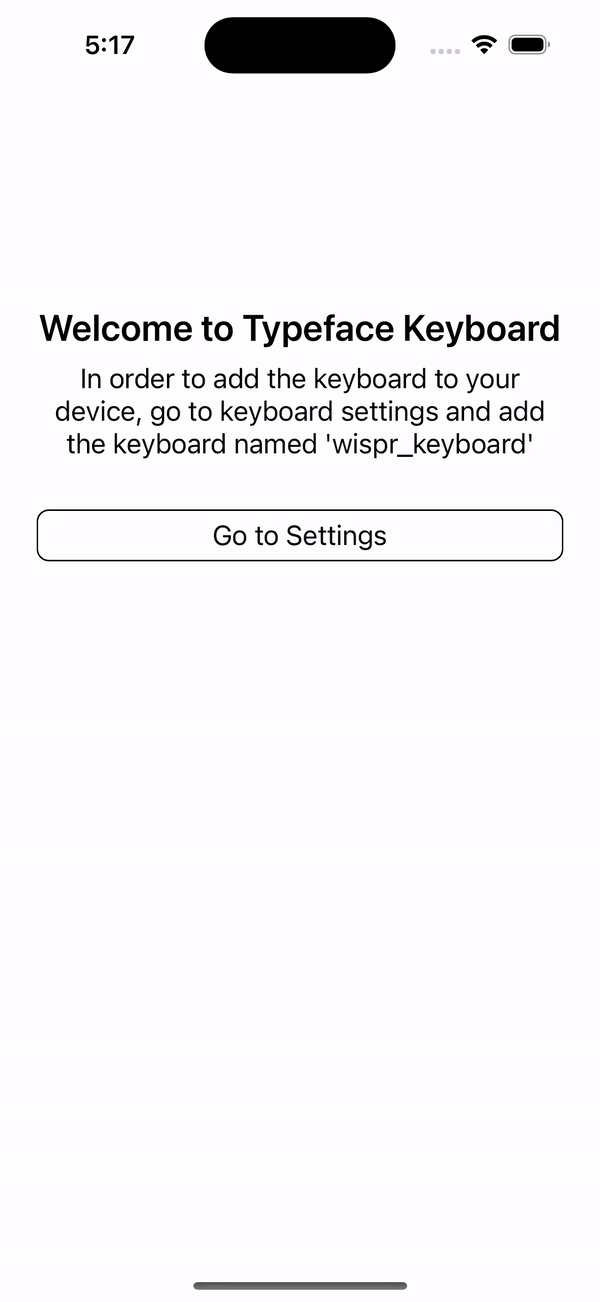 5:17
Welcome to Typeface Keyboard
In order to add the keyboard to your
device, go to keyboard settings and add
the keyboard named 'wispr_keyboard'
Go to Settings